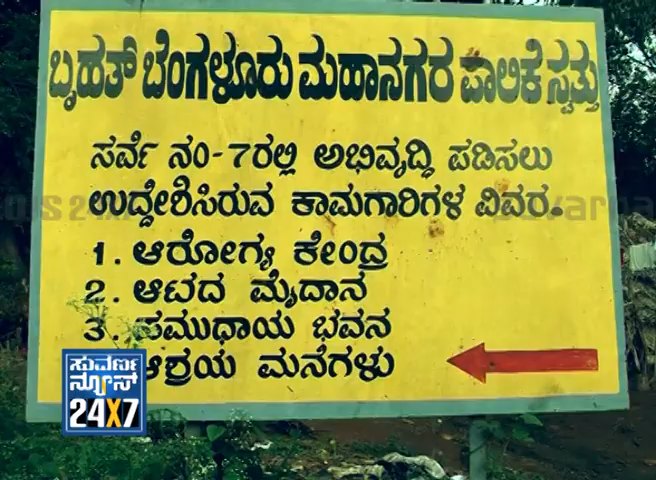 ಬೃಹತ್ ಬೆಂಗಳೂರು ಮಹಾನಗರ ಪಾಲಿಕೆ ಸ್ವತ್ತು
ಸರ್ವೆ ನಂ-7ರಲ್ಲಿ ಅಭಿವೃದ್ಧಿ ಪಡಿಸಲು
ಉದ್ದೇಶಿಸಿರುವ ಕಾಮಗಾರಿಗಳ ವಿವರ.
1. ಆರೋಗ್ಯ ಕೇಂದ್ರ
2. ಆಟದ ಮೈದಾನ
3. ಸಮುಧಾಯ ಭವನ
ಆಶ್ರಯ ಮನೆಗಳು
ಸುವರ್ಣ
ನ್ಯೂಸ್
24X7